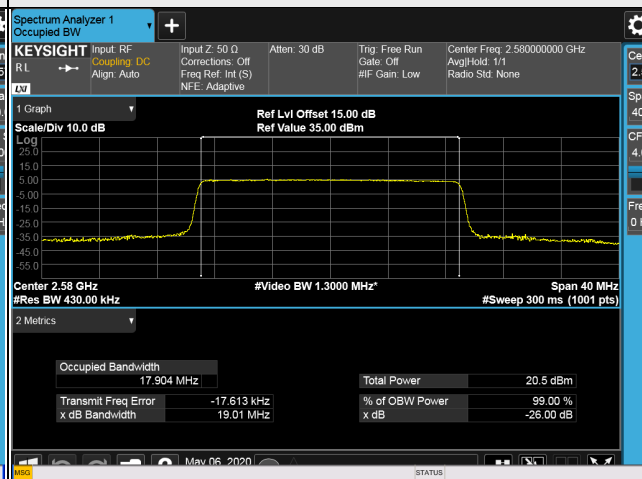 Spectrum Analyzer 1
Occupied BW
KEYSIGHT Input: RF Input Z: 50 Ω Atten: 30 dB Trig: Free Run Center Freq: 2.580000000 GHz
R L Coupling: DC Corrections: Off Gate: Off Avg|Hold: 1/1
Align: Auto Freq Ref: Int (S) #IF Gain: Low Radio Std: None
LXI NFE: Adaptive
1 Graph
Ref Lvl Offset 15.00 dB
Scale/Div 10.0 dB Ref Value 35.00 dBm
Log
25.0
15.0
5.00
-5.00
-15.0
-25.0
-35.0
-45.0
-55.0
Center 2.58 GHz #Video BW 1.3000 MHz* Span 40 MHz
#Res BW 430.00 kHz #Sweep 300 ms (1001 pts)
2 Metrics
Occupied Bandwidth
17.904 MHz Total Power 20.5 dBm
Transmit Freq Error -17.613 kHz % of OBW Power 99.00 %
x dB Bandwidth 19.01 MHz x dB -26.00 dB
May 06, 2020
MSG STATUS